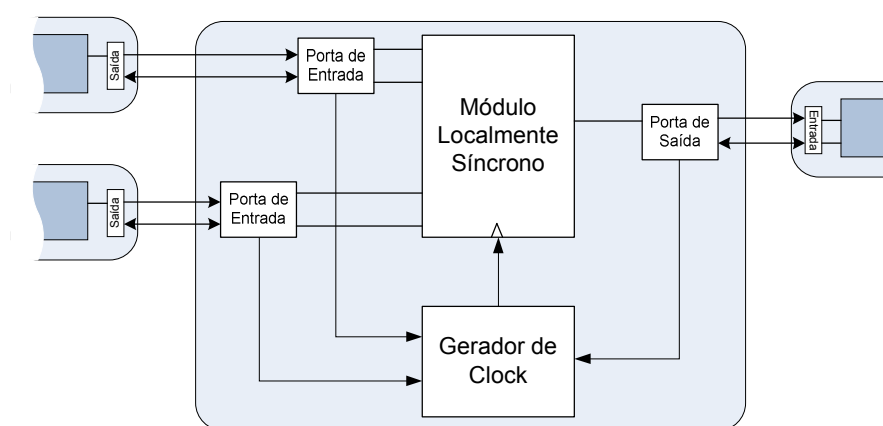 Saída
Porta de
Entrada
Módulo
Localmente
Síncrono
Porta de
Saída
Entrada
Saída
Porta de
Entrada
Gerador de
Clock